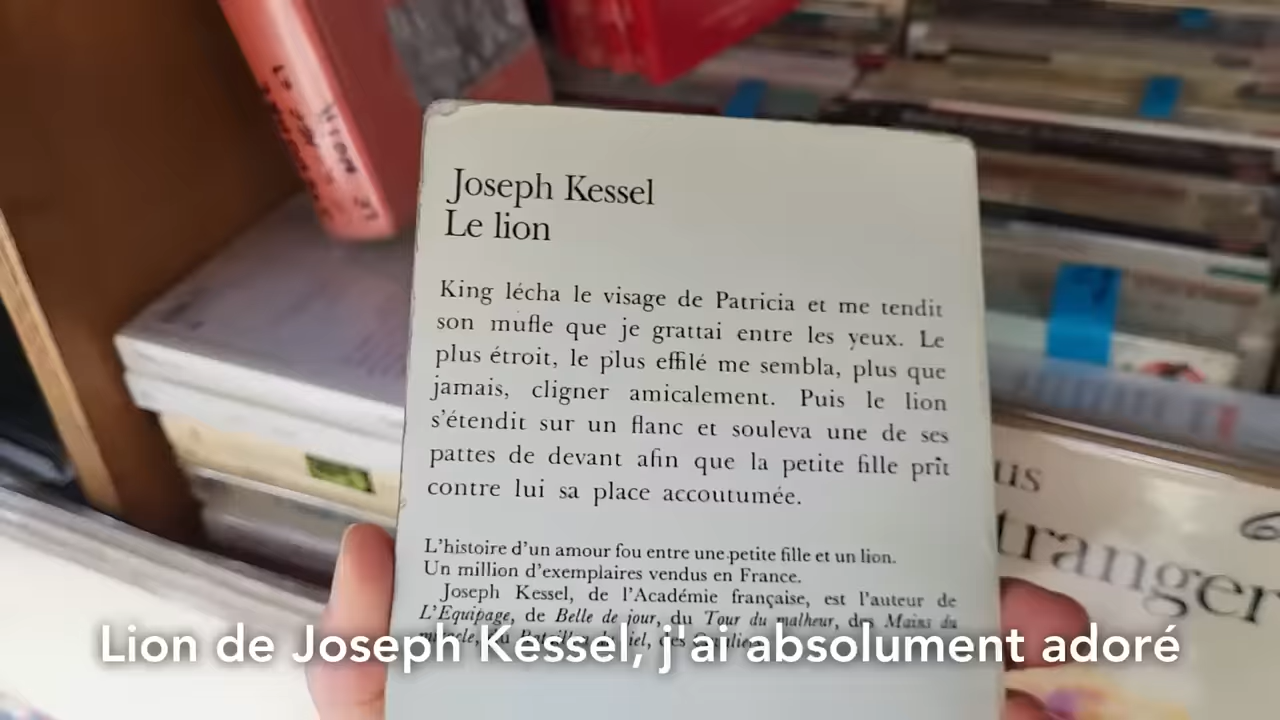 Joseph Kessel
Le lion
King lécha le visage de Patricia et me tendit
son mufle que je grattai entre les yeux. Le
plus étroit, le plus effilé me sembla, plus que
jamais, cligner amicalement. Puis le lion
s'étendit sur un flanc et souleva une de ses
pattes de devant afin que la petite fille prît
contre lui sa place accoutumée.
L'histoire d'un amour fou entre une petite fille et un lion.
Un million d'exemplaires vendus en France.
Joseph Kessel, de l'Académie française, est l'auteur de
L'Equipage, de Belle de jour, du Tour du malheur, des Mains du
Lion de Joseph Kessel, j'ai absolument adoré
us
tranger